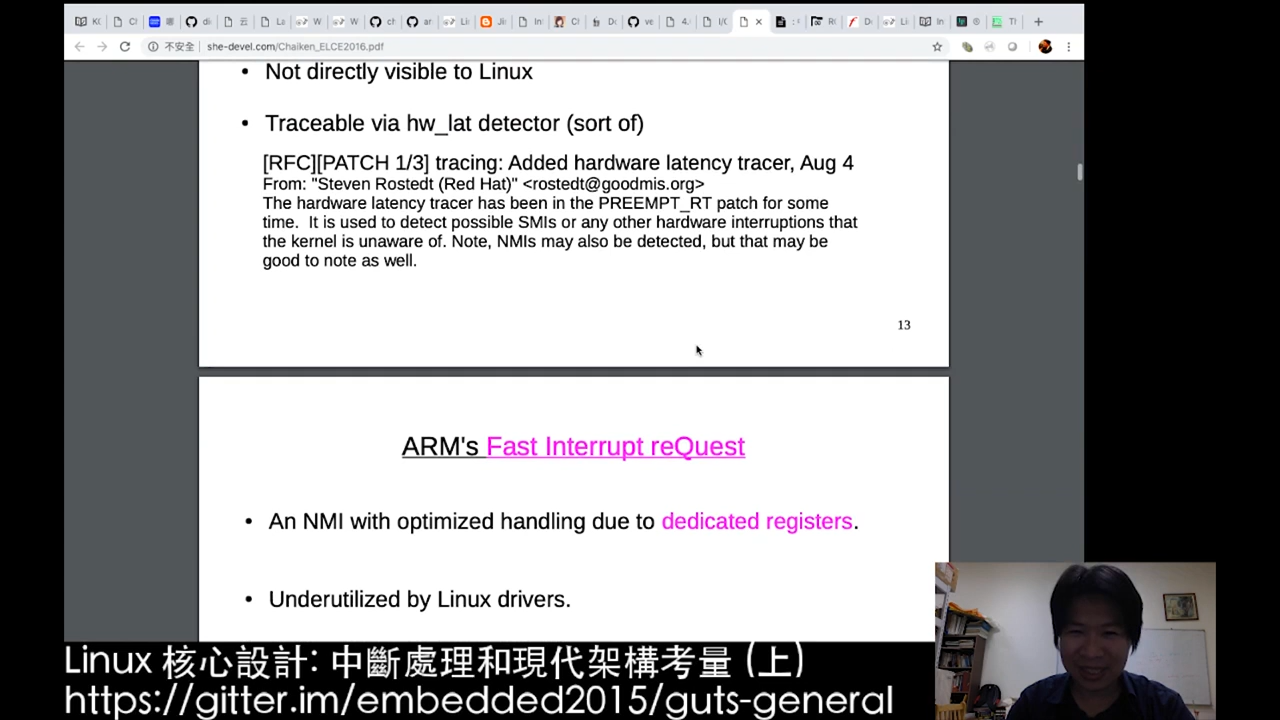 不安全 she-devel.com/Chaiken_ELCE2016.pdf
• Not directly visible to Linux
• Traceable via hw_lat detector (sort of)
[RFC][PATCH 1/3] tracing: Added hardware latency tracer, Aug 4
From: "Steven Rostedt (Red Hat)" <rostedt@goodmis.org>
The hardware latency tracer has been in the PREEMPT_RT patch for some
time.  It is used to detect possible SMIs or any other hardware interruptions that
the kernel is unaware of. Note, NMIs may also be detected, but that may be
good to note as well.
13
ARM's Fast Interrupt reQuest
• An NMI with optimized handling due to dedicated registers.
• Underutilized by Linux drivers.
Linux 核心設計: 中斷處理和現代架構考量 (上)
https://gitter.im/embedded2015/guts-general